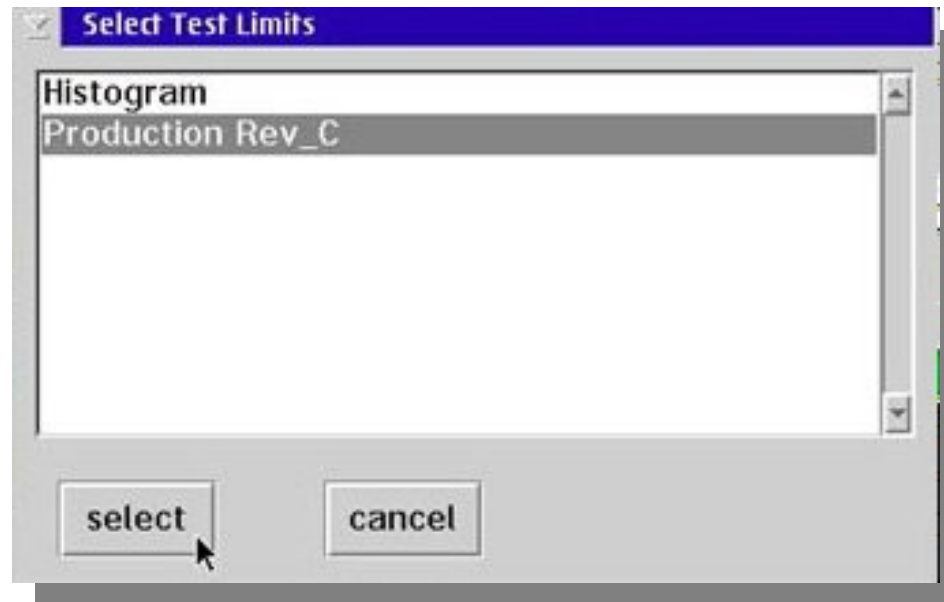 Select Test Limits
Histogram
Production Rev_C
select
cancel